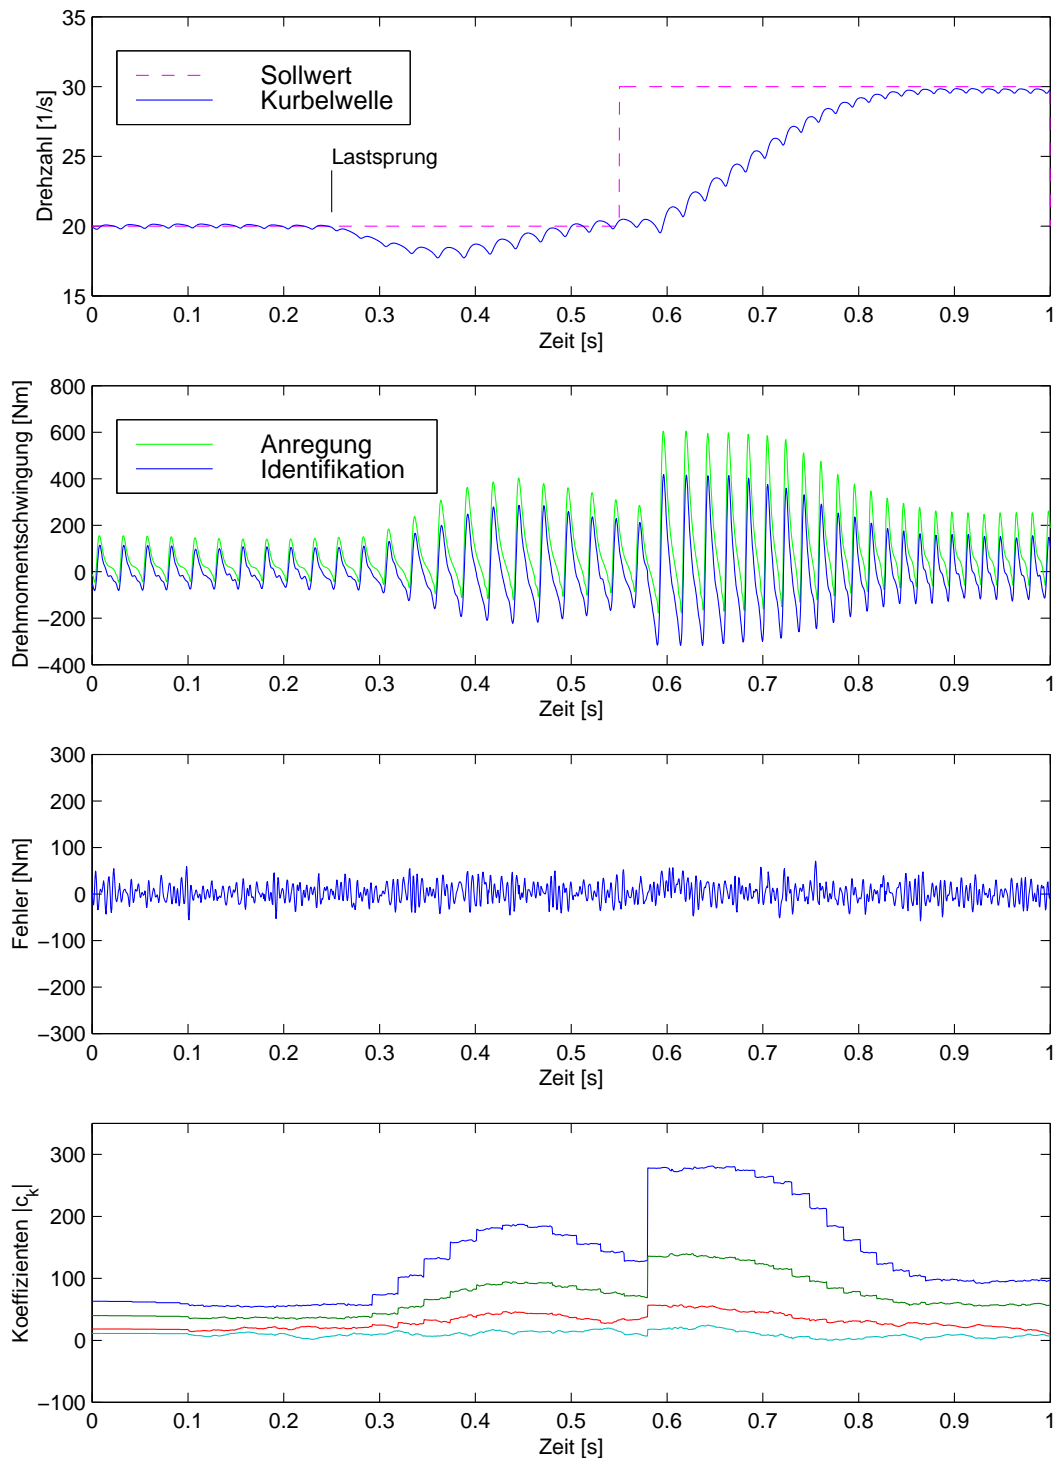 35
30
25
20
15
Drehzahl [1/s]
Sollwert
Kurbelwelle
Lastsprung
0 0.1 0.2 0.3 0.4 0.5 0.6 0.7 0.8 0.9 1
Zeit [s]
800
600
400
200
0
−200
−400
Drehmomentschwingung [Nm]
Anregung
Identifikation
0 0.1 0.2 0.3 0.4 0.5 0.6 0.7 0.8 0.9 1
Zeit [s]
300
200
100
0
−100
−200
−300
Fehler [Nm]
0 0.1 0.2 0.3 0.4 0.5 0.6 0.7 0.8 0.9 1
Zeit [s]
300
200
100
0
−100
Koeffizienten |c_k|
0 0.1 0.2 0.3 0.4 0.5 0.6 0.7 0.8 0.9 1
Zeit [s]